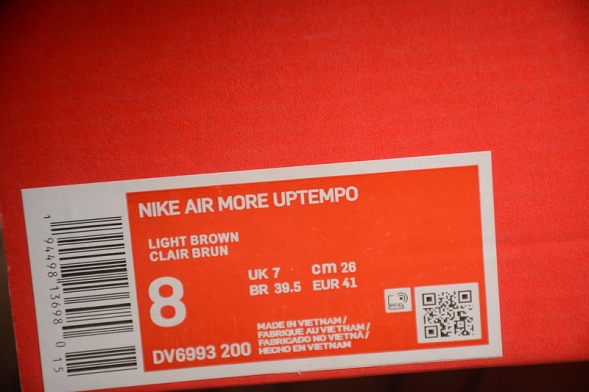 NIKE AIR MORE UPTEMPO
LIGHT BROWN
CLAIR BRUN
8
UK 7 cm 26
BR 39.5 EUR 41
DV6993 200
MADE IN VIETNAM /
FABRIQUE AU VIETNAM /
FABRICADO NO VIETNÃ /
HECHO EN VIETNAM
RFID
1 94498 13698 0 15